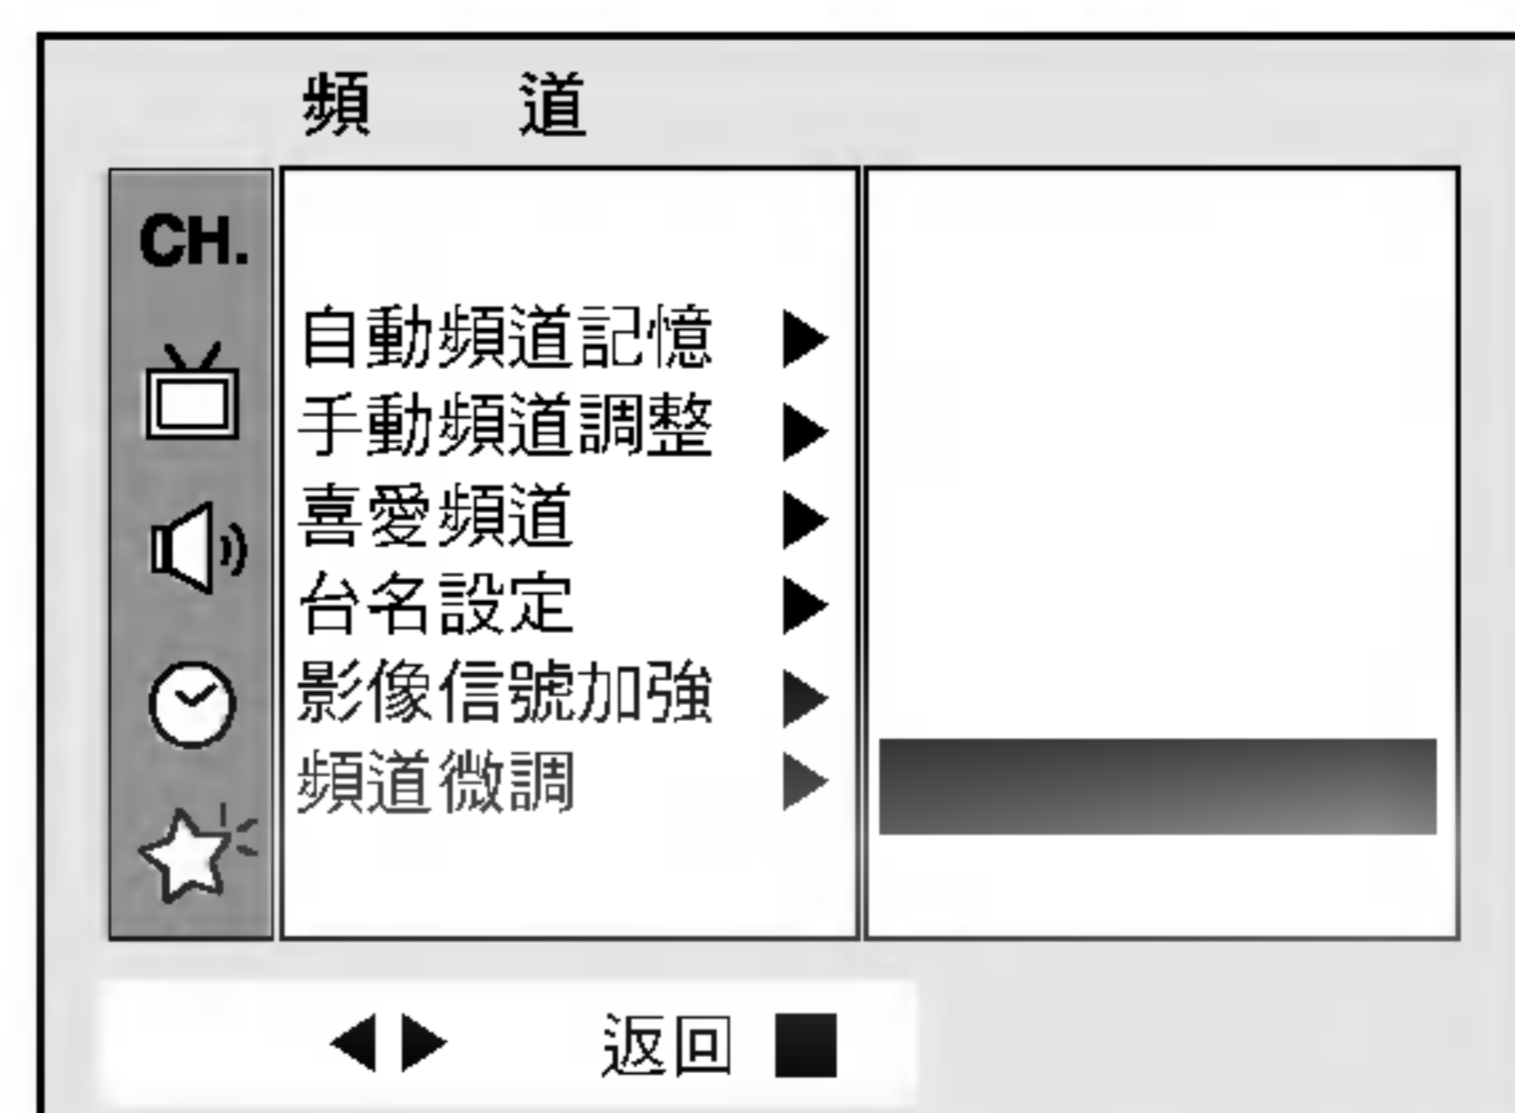 頻 道
CH.
自動頻道記憶 ▶
手動頻道調整 ▶
喜愛頻道 ▶
台名設定 ▶
影像信號加強 ▶
頻道微調 ▶
◀▶ 返回 ■